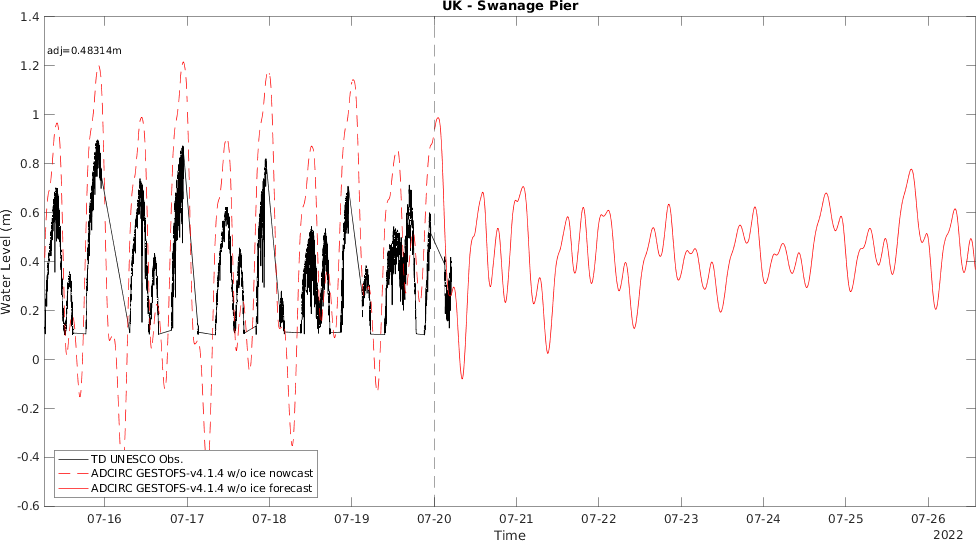 UK - Swanage Pier
1.4
1.2
1
0.8
0.6
0.4
0.2
0
-0.2
-0.4
-0.6
Water Level (m)
adj=0.48314m
TD UNESCO Obs.
ADCIRC GESTOFS-v4.1.4 w/o ice nowcast
ADCIRC GESTOFS-v4.1.4 w/o ice forecast
07-16 07-17 07-18 07-19 07-20 07-21 07-22 07-23 07-24 07-25 07-26
Time
2022